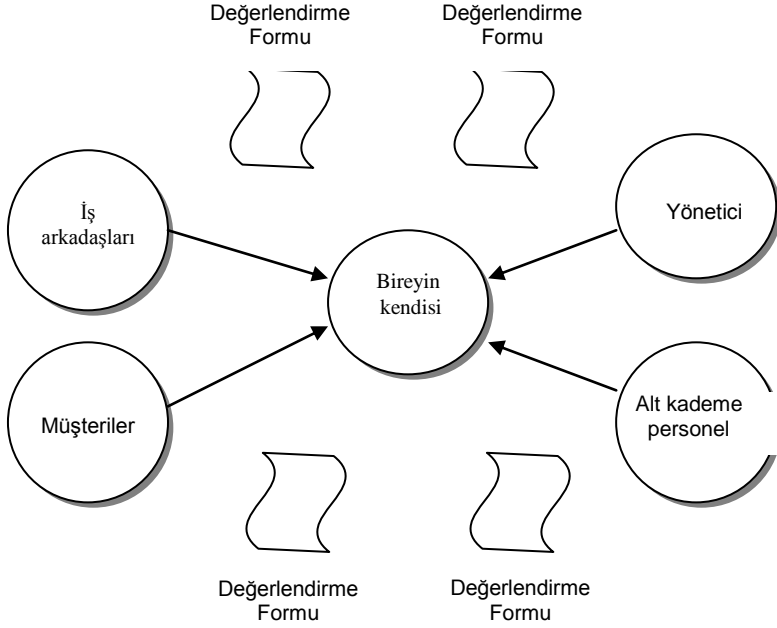 Değerlendirme
Formu
Değerlendirme
Formu
İş
arkadaşları
Yönetici
Bireyin
kendisi
Müşteriler
Alt kademe
personel
Değerlendirme
Formu
Değerlendirme
Formu